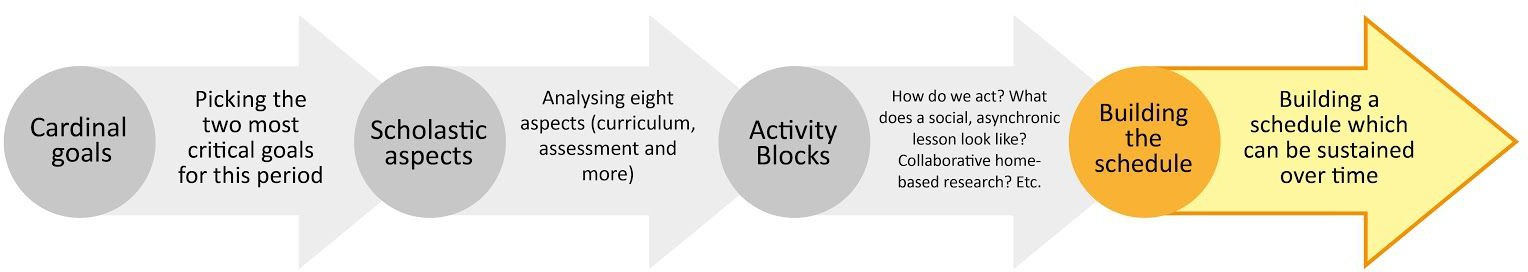 Cardinal
goals
Picking the
two most
critical goals
for this period
Scholastic
aspects
Analysing eight
aspects (curriculum,
assessment and
more)
Activity
Blocks
How do we act? What
does a social, asynchronic
lesson look like?
Collaborative home-
based research? Etc.
Building
the
schedule
Building a
schedule which
can be sustained
over time